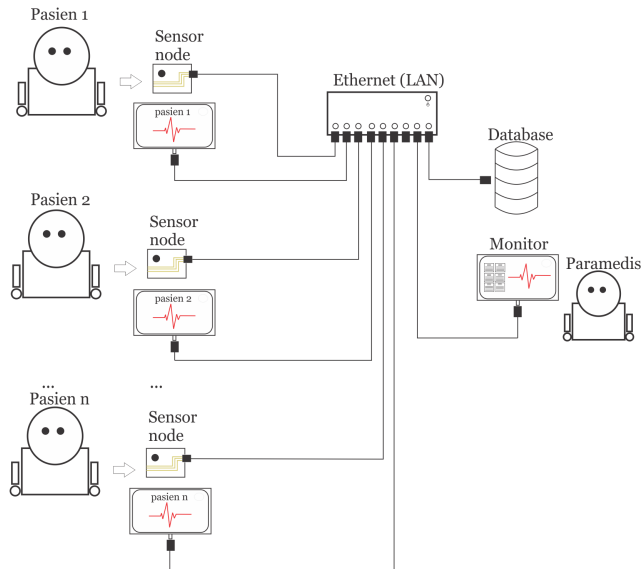 Pasien 1
Sensor
node
pasien 1
Ethernet (LAN)
Database
Pasien 2
Sensor
node
pasien 2
Monitor
Paramedis
...
...
Pasien n
Sensor
node
pasien n